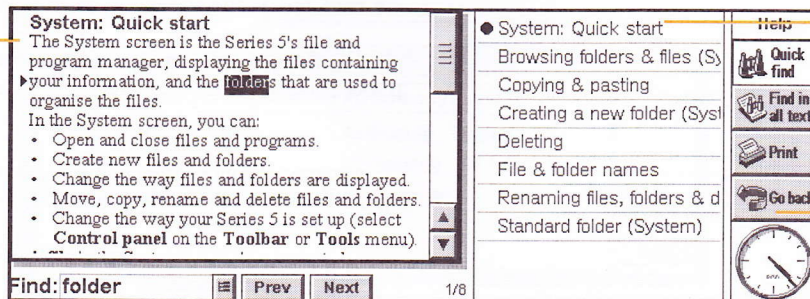 System: Quick start
The System screen is the Series 5's file and
program manager, displaying the files containing
your information, and the folders that are used to
organise the files.
In the System screen, you can:
• Open and close files and programs.
• Create new files and folders.
• Change the way files and folders are displayed.
• Move, copy, rename and delete files and folders.
• Change the way your Series 5 is set up (select
Control panel on the Toolbar or Tools menu).
Find: folder
Prev
Next
1/8
System: Quick start
Browsing folders & files (Sy
Copying & pasting
Creating a new folder (Syst
Deleting
File & folder names
Renaming files, folders & d
Standard folder (System)
Help
Quick
find
Find in
all text
Print
Go back